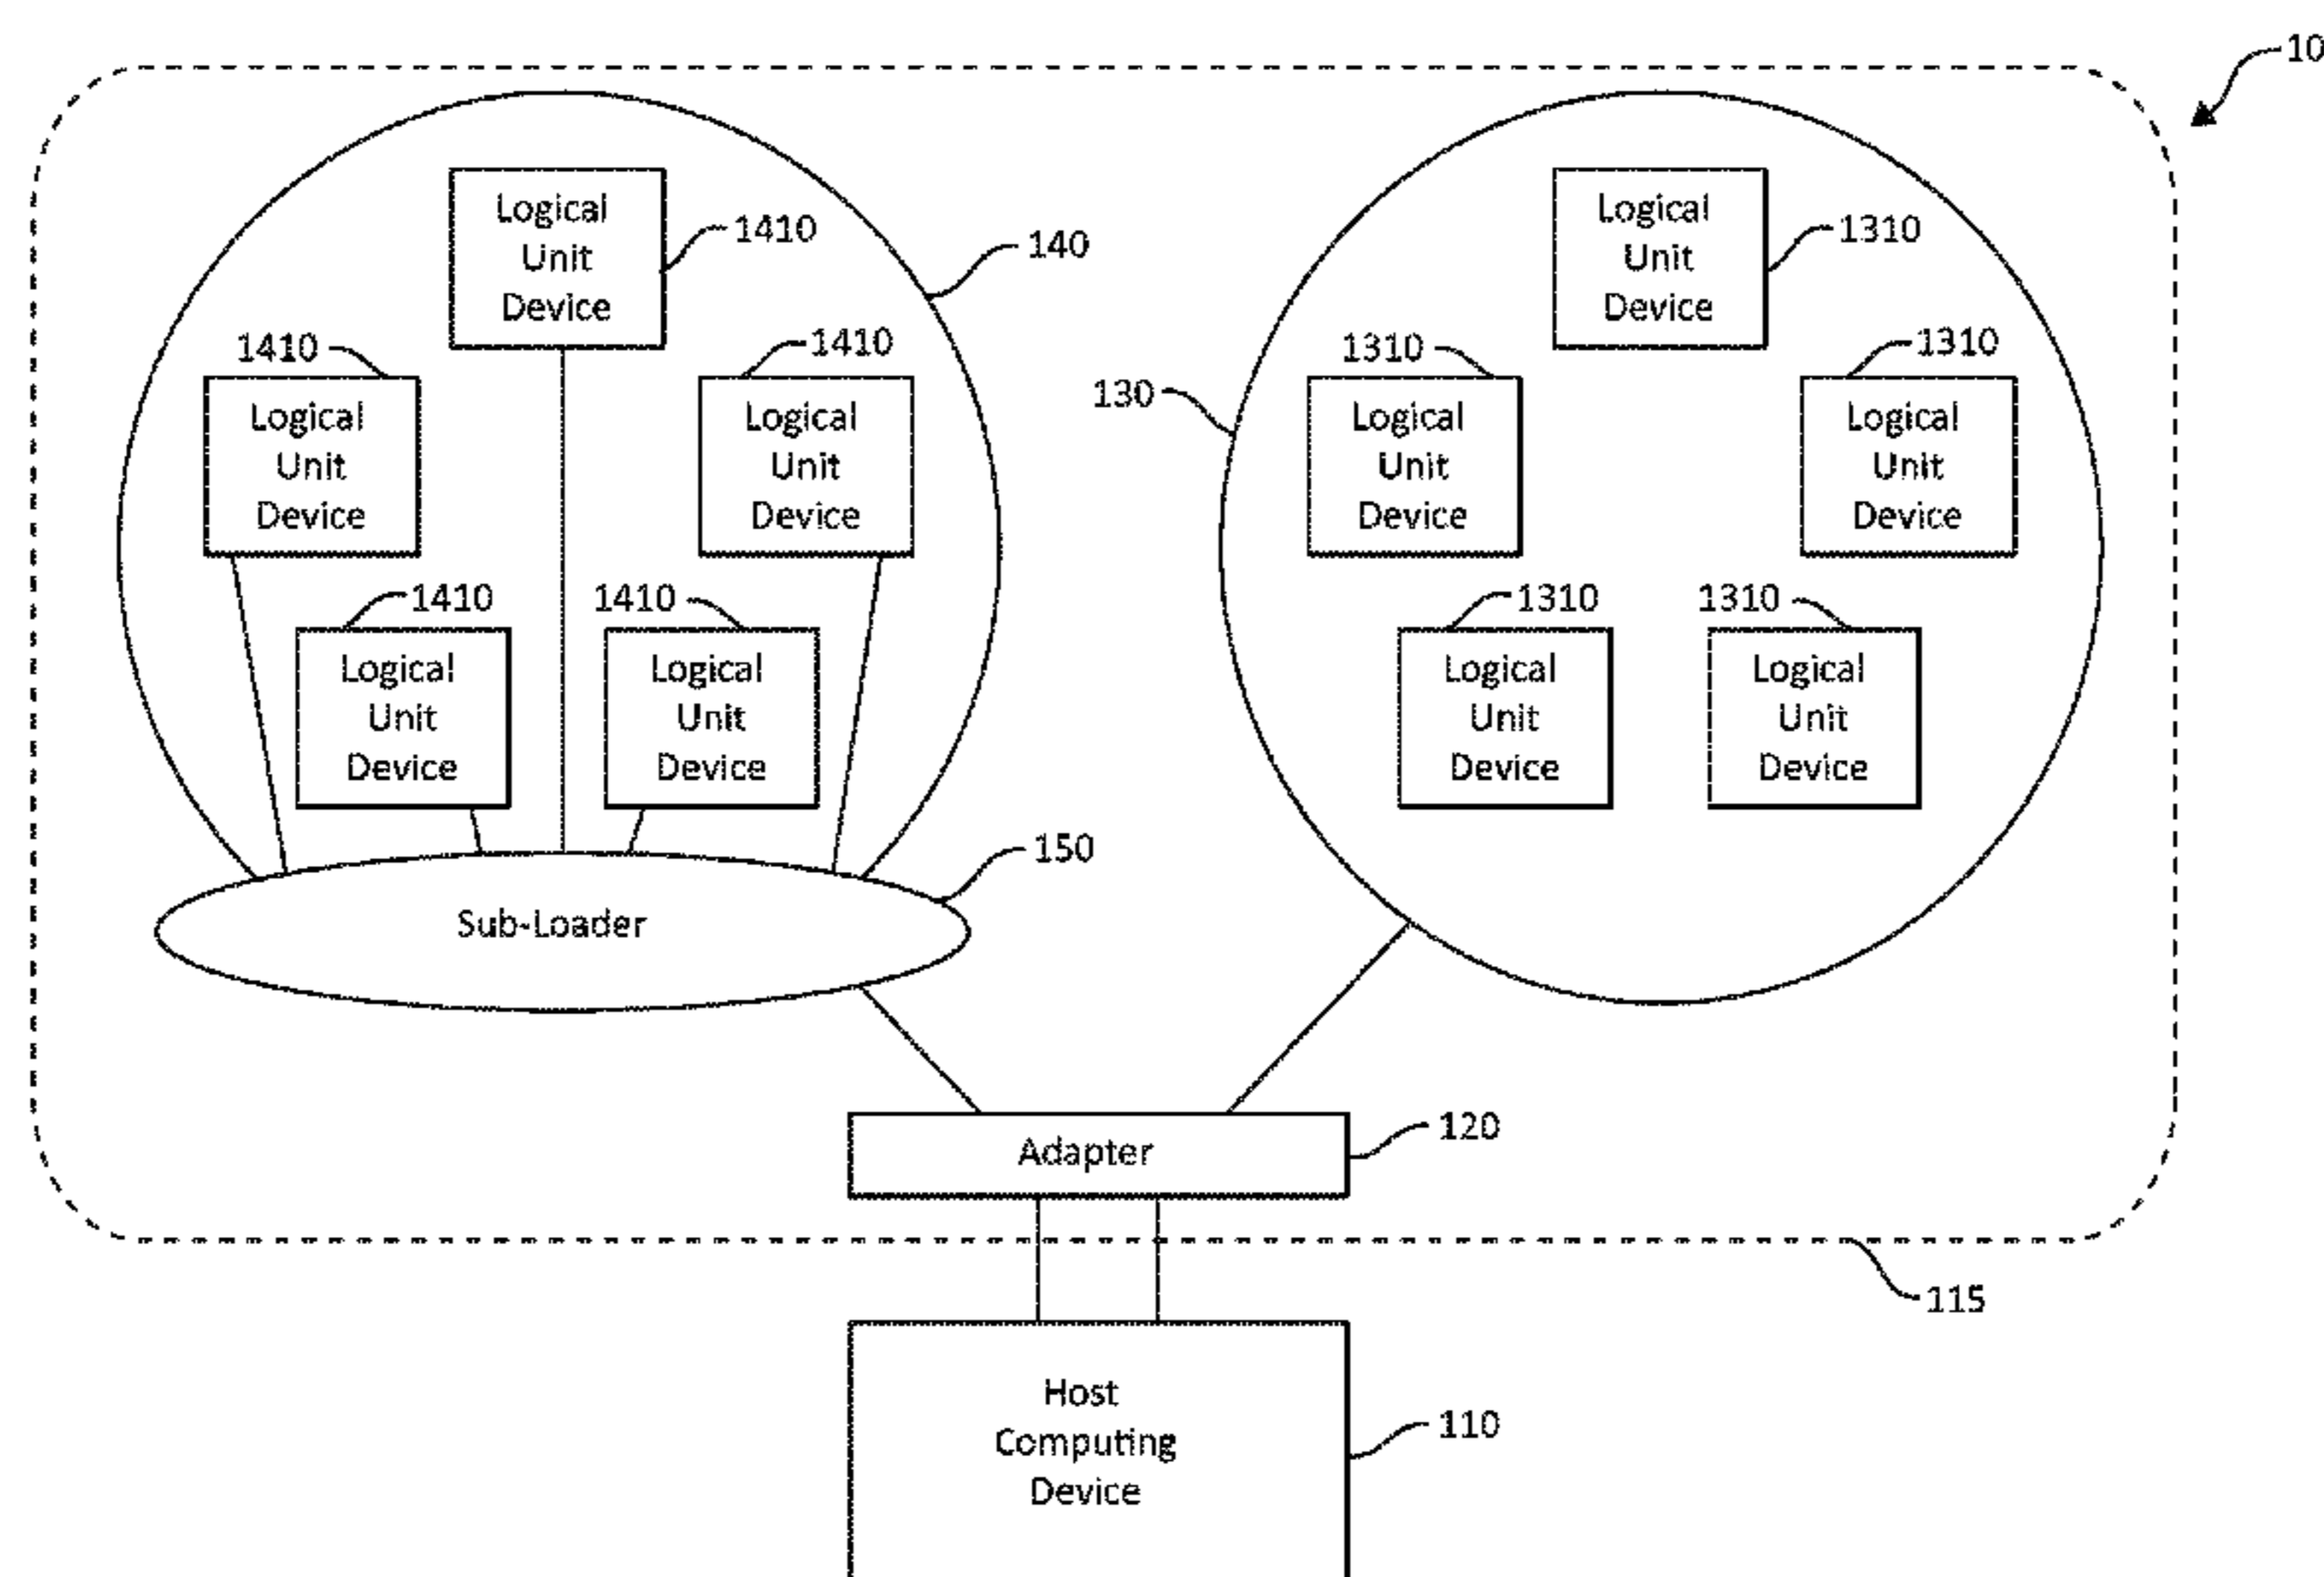 10
Logical
Unit
Device
1410
140
Logical
Unit
Device
1310
1410
Logical
Unit
Device
1410
Logical
Unit
Device
130
1310
Logical
Unit
Device
1310
Logical
Unit
Device
1410
Logical
Unit
Device
1410
Logical
Unit
Device
1310
Logical
Unit
Device
1310
Logical
Unit
Device
150
Sub-Loader
Adapter
120
115
Host
Computing
Device
110